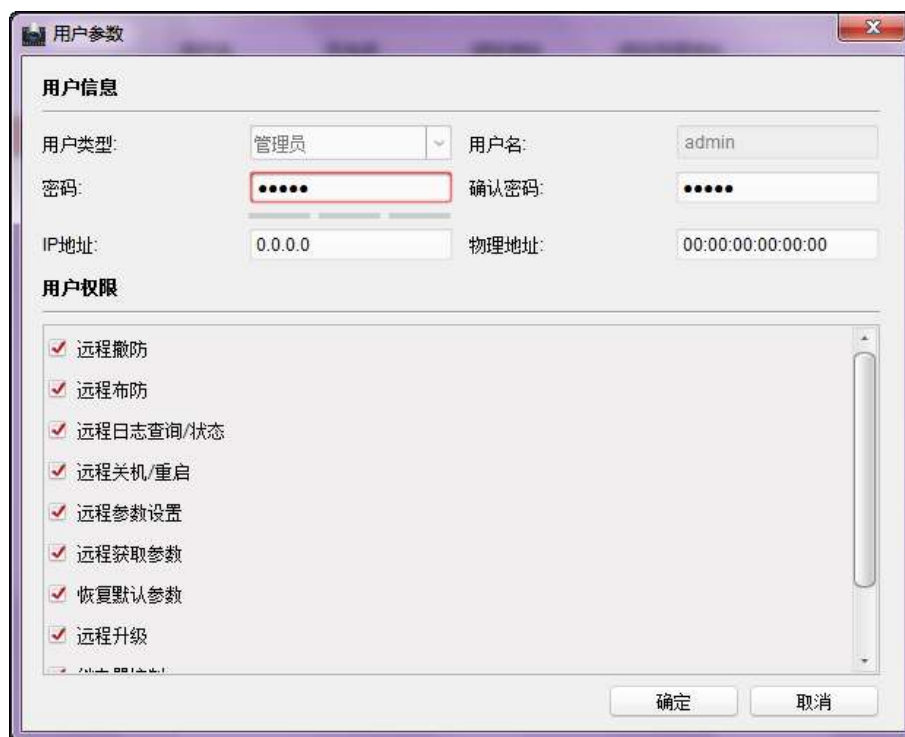 用户参数
用户信息
用户类型: 管理员 用户名: admin
密码: ••••• 确认密码: •••••
IP地址: 0.0.0.0 物理地址: 00:00:00:00:00:00
用户权限
远程撤防
远程布防
远程日志查询/状态
远程关机/重启
远程参数设置
远程获取参数
恢复默认参数
远程升级
确定 取消